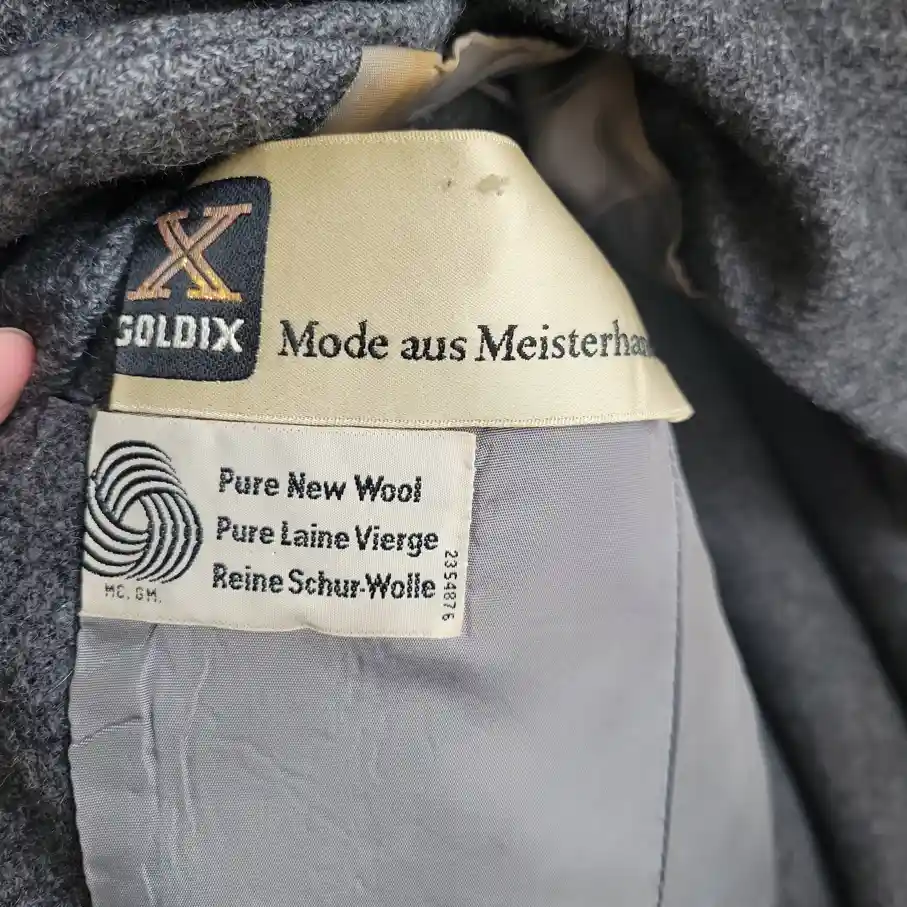 X
GOLDIX
Mode aus Meisterhan
Pure New Wool
Pure Laine Vierge
Reine Schur-Wolle
MC. GM.
2354876